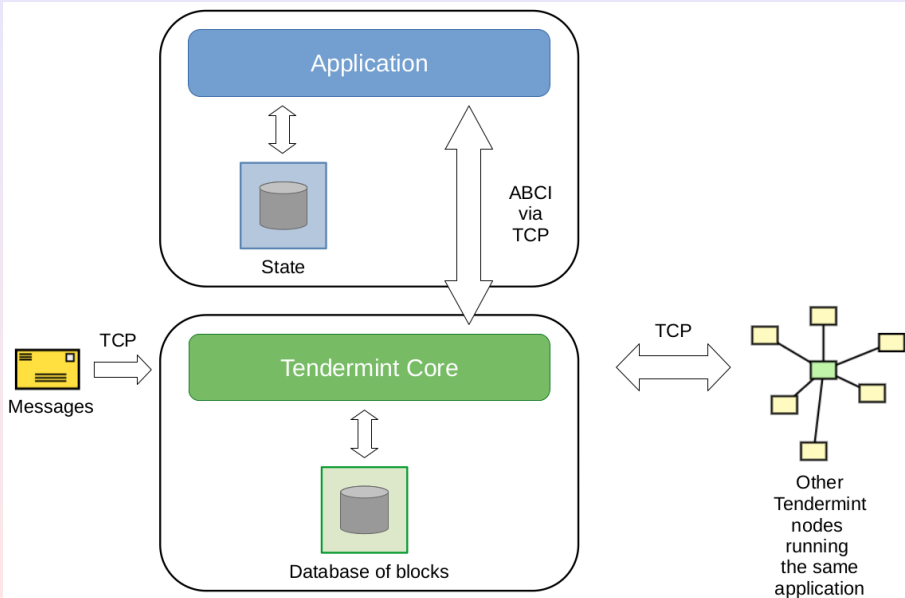 Application
ABCI
via
TCP
State
TCP
Messages
Tendermint Core
TCP
Database of blocks
Other
Tendermint
nodes
running
the same
application